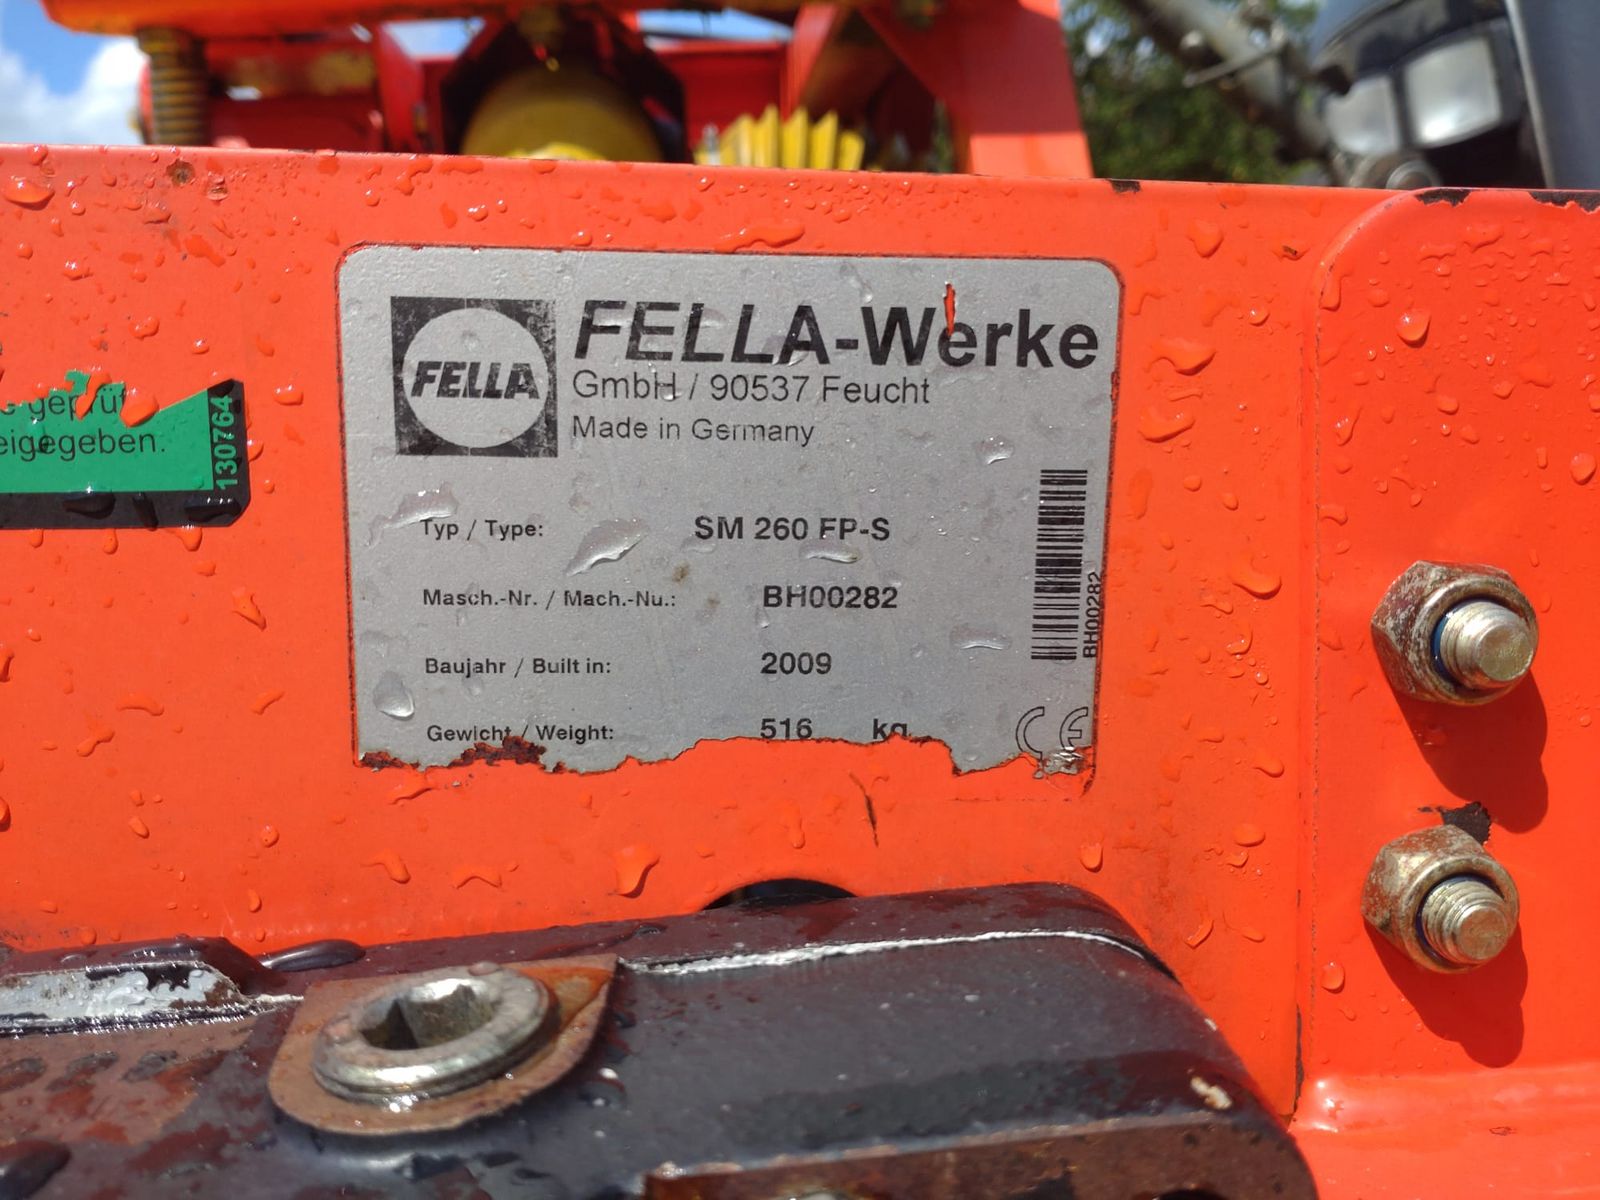 FELLA
FELLA-Werke
GmbH / 90537 Feucht
Made in Germany
Typ / Type: SM 260 FP-S
Masch.-Nr. / Mach.-Nu.: BH00282
Baujahr / Built in: 2009
Gewicht / Weight: 516 kg
BH00282
CE
geprüf
eigegeben.
130764